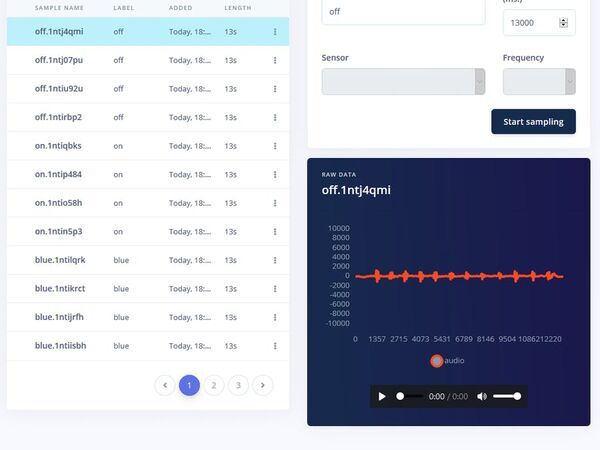 SAMPLE NAME LABEL ADDED LENGTH
off.1ntj4qmi off Today, 18:... 13s
off.1ntj07pu off Today, 18:... 13s
off.1ntiu92u off Today, 18:... 13s
off.1ntirbp2 off Today, 18:... 13s
on.1ntiqbks on Today, 18:... 13s
on.1ntip484 on Today, 18:... 13s
on.1ntio58h on Today, 18:... 13s
on.1ntin5p3 on Today, 18:... 13s
blue.1ntilqrk blue Today, 18:... 13s
blue.1ntikrct blue Today, 18:... 13s
blue.1ntijrfh blue Today, 18:... 13s
blue.1ntiisbh blue Today, 18:... 13s
1 2 3
(ms.)
off
13000
Sensor Frequency
Start sampling
RAW DATA
off.1ntj4qmi
10000
8000
6000
4000
2000
0
-2000
-4000
-6000
-8000
-10000
0 1357 2715 4073 5431 6789 8146 9504 10862 12220
audio
0:00 / 0:00